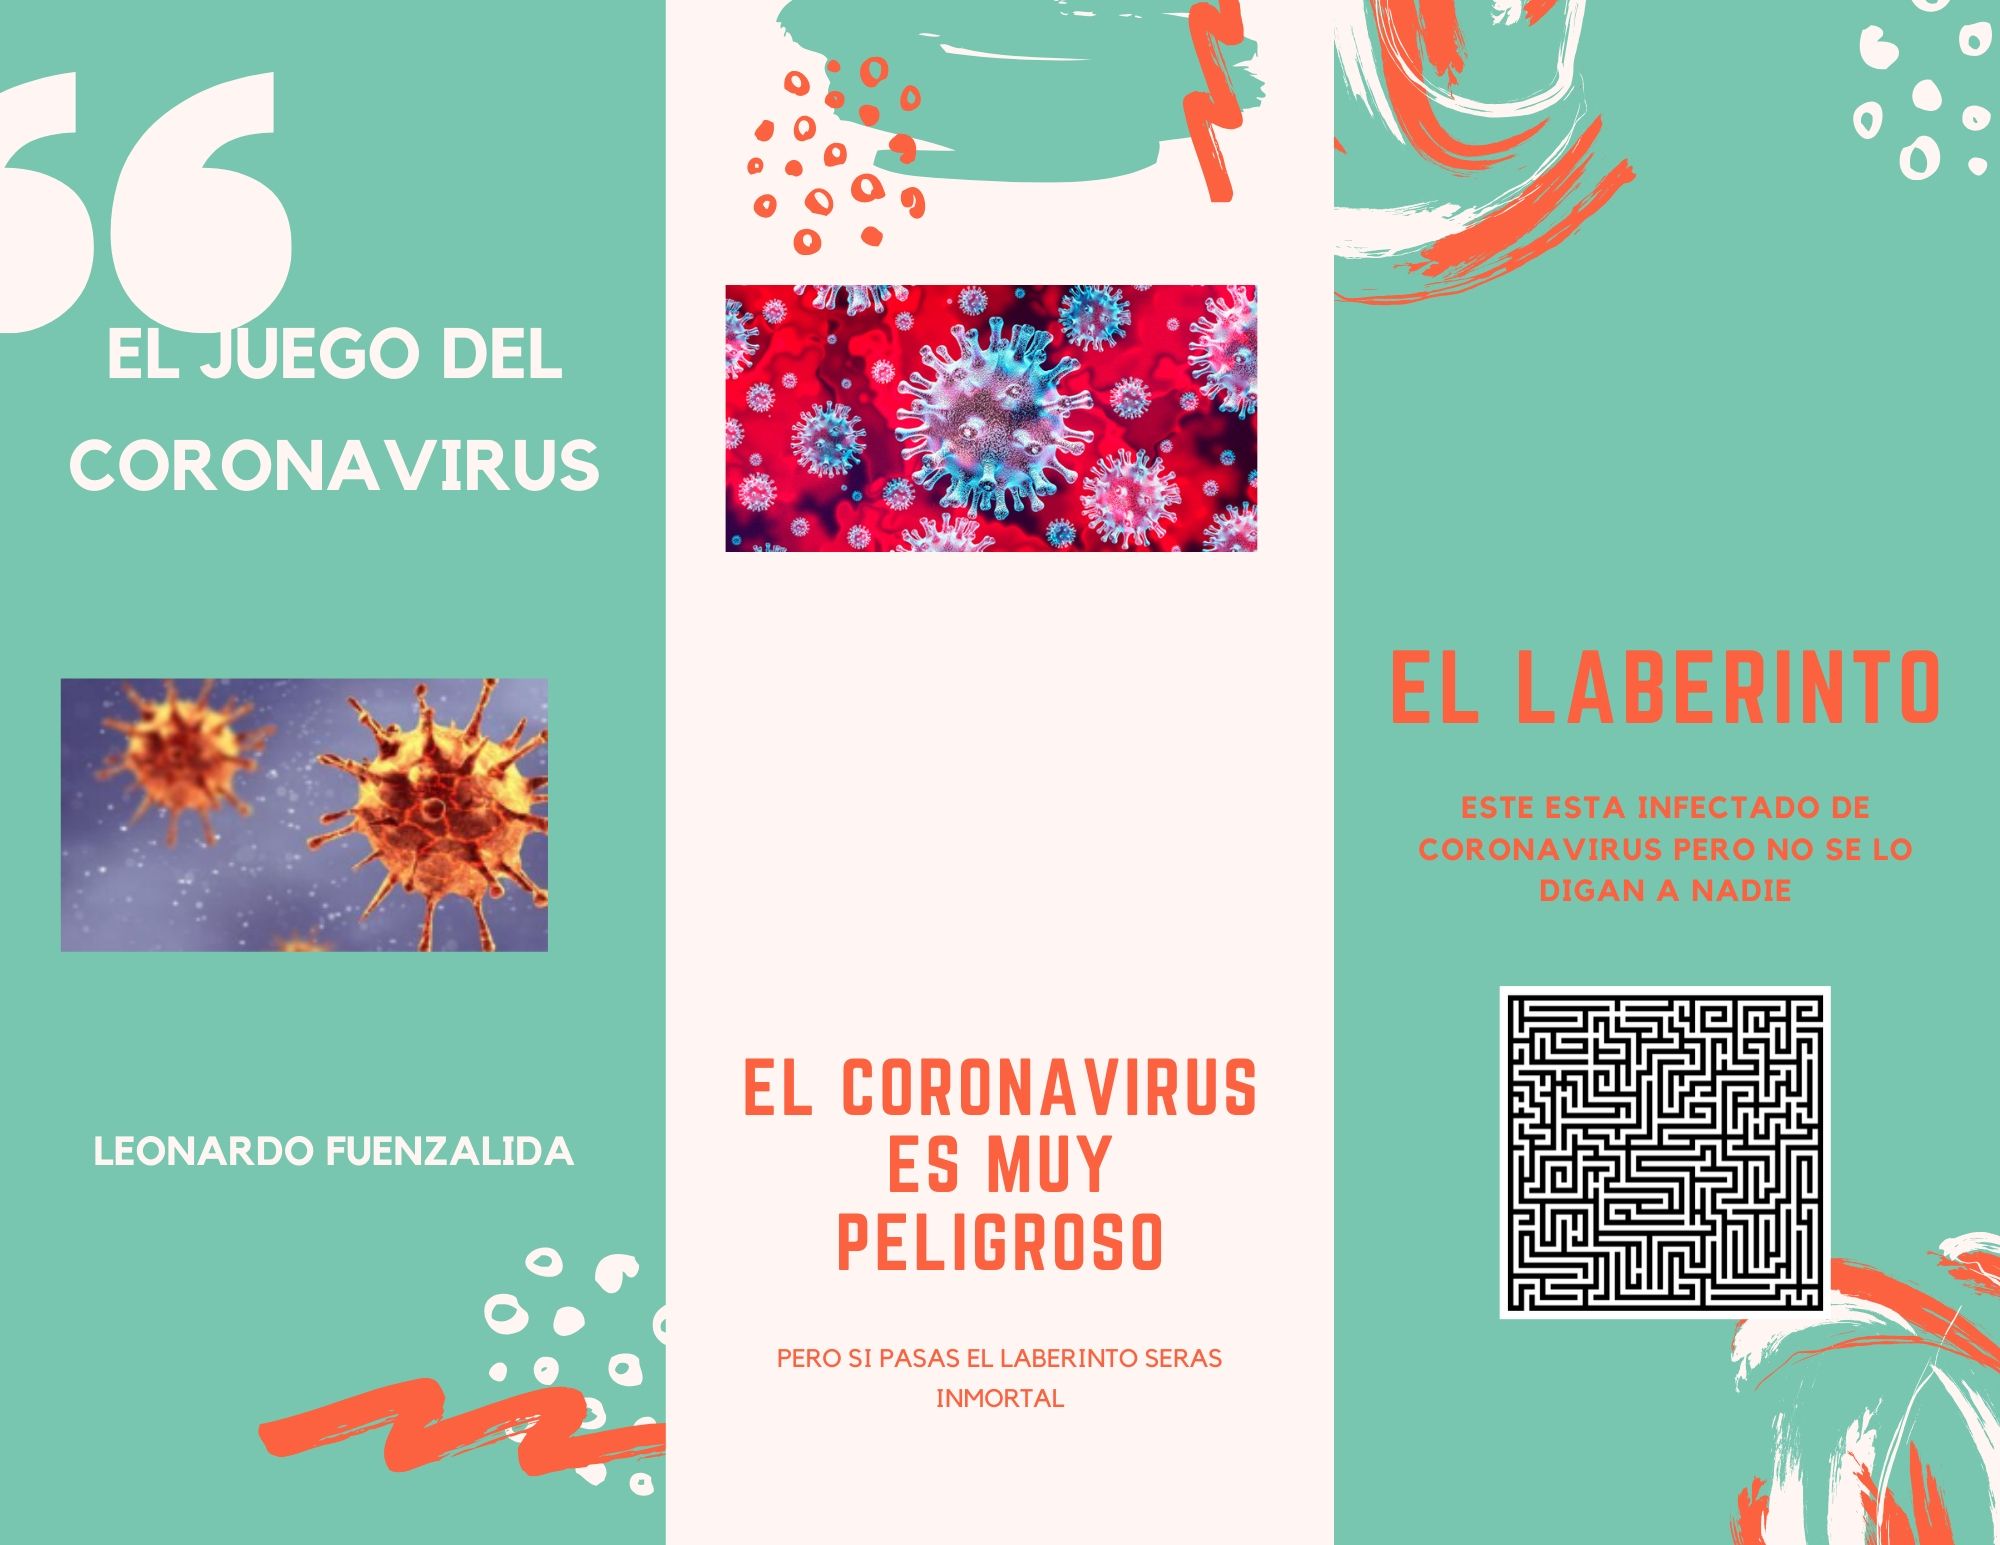 EL JUEGO DEL
CORONAVIRUS
LEONARDO FUENZALIDA
EL CORONAVIRUS
ES MUY
PELIGROSO
PERO SI PASAS EL LABERINTO SERAS
INMORTAL
EL LABERINTO
ESTE ESTA INFECTADO DE
CORONAVIRUS PERO NO SE LO
DIGAN A NADIE